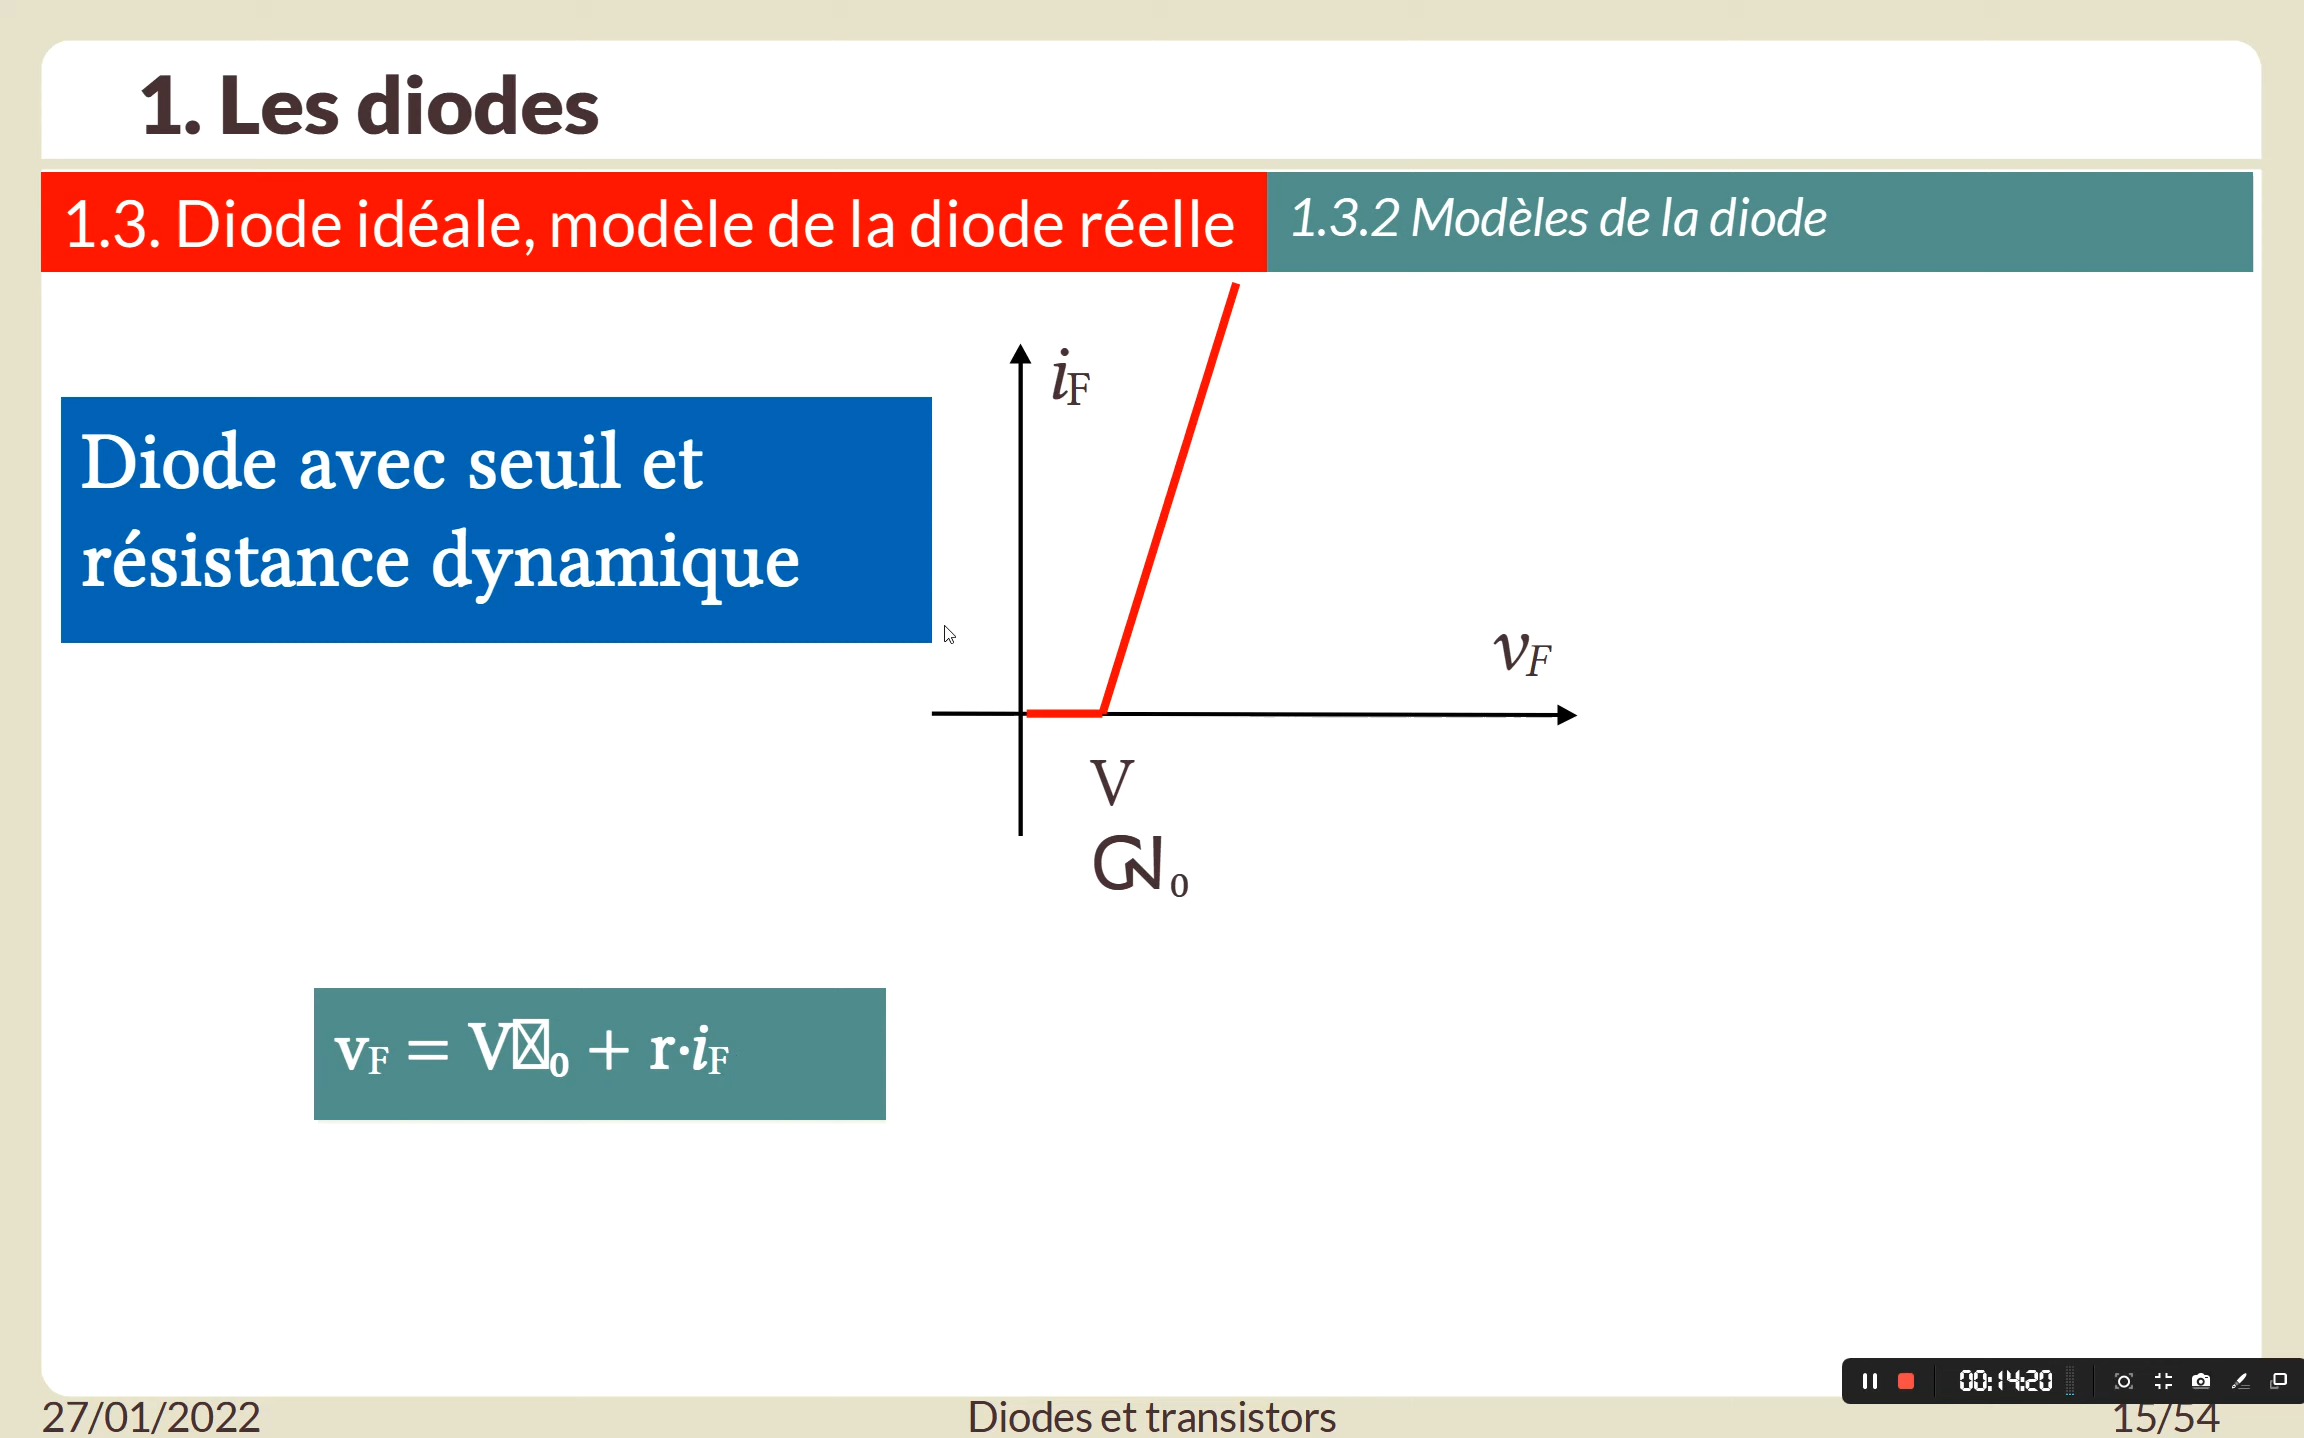 1. Les diodes
1.3. Diode idéale, modèle de la diode réelle
1.3.2 Modèles de la diode
iF
Diode avec seuil et
résistance dynamique
vF
V
0
vF = V0 + r·iF
00:14:20
27/01/2022
Diodes et transistors
15/54